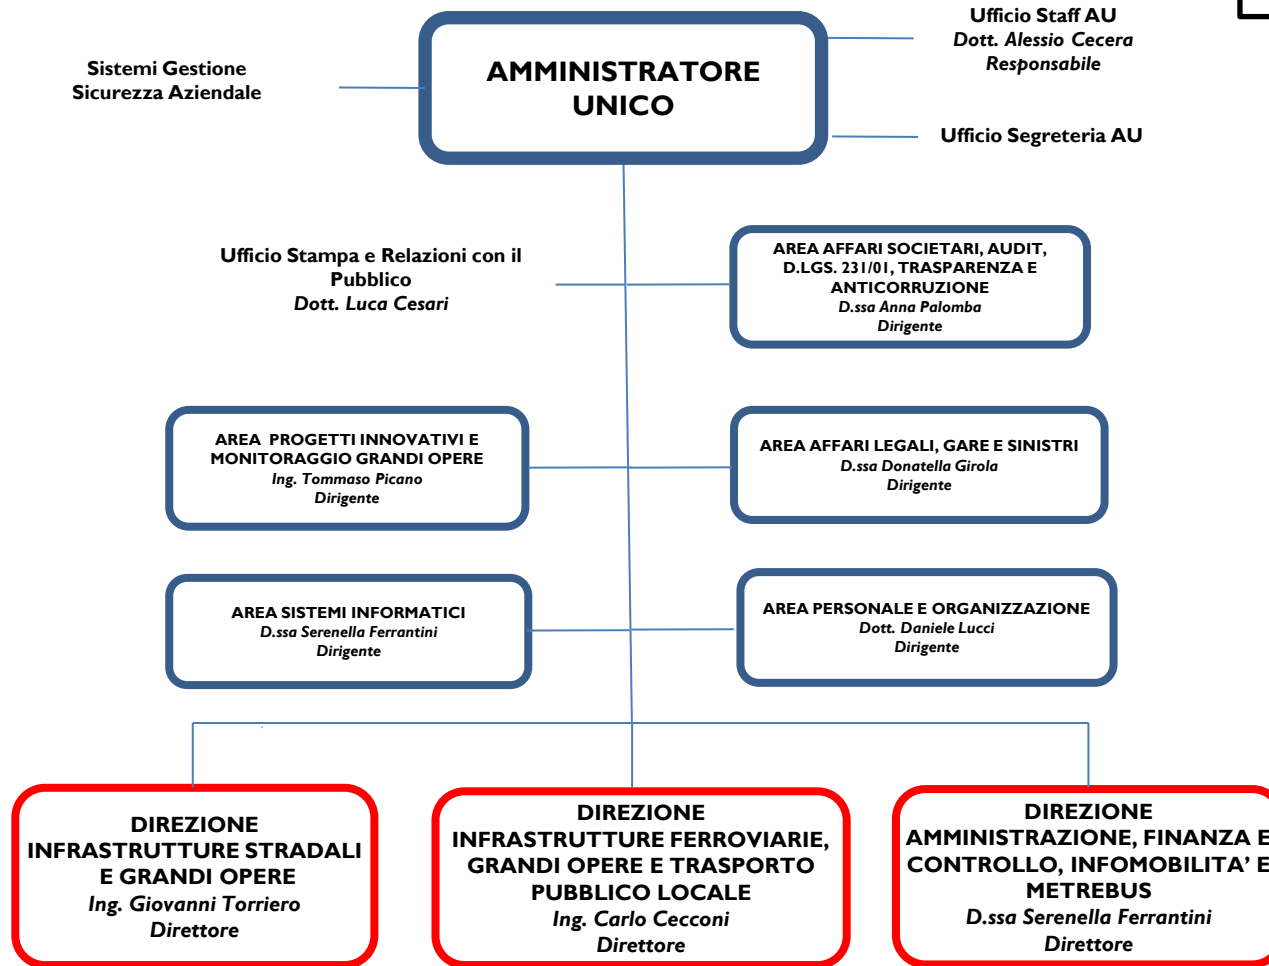 Ufficio Staff AU
Dott. Alessio Cecera
Responsabile
Sistemi Gestione
Sicurezza Aziendale
AMMINISTRATORE
UNICO
Ufficio Segreteria AU
Ufficio Stampa e Relazioni con il
Pubblico
Dott. Luca Cesari
AREA AFFARI SOCIETARI, AUDIT,
D.LGS. 231/01, TRASPARENZA E
ANTICORRUZIONE
D.ssa Anna Palomba
Dirigente
AREA PROGETTI INNOVATIVI E
MONITORAGGIO GRANDI OPERE
Ing. Tommaso Picano
Dirigente
AREA AFFARI LEGALI, GARE E SINISTRI
D.ssa Donatella Girola
Dirigente
AREA SISTEMI INFORMATICI
D.ssa Serenella Ferrantini
Dirigente
AREA PERSONALE E ORGANIZZAZIONE
Dott. Daniele Lucci
Dirigente
DIREZIONE
INFRASTRUTTURE STRADALI
E GRANDI OPERE
Ing. Giovanni Torriero
Direttore
DIREZIONE
INFRASTRUTTURE FERROVIARIE,
GRANDI OPERE E TRASPORTO
PUBBLICO LOCALE
Ing. Carlo Cecconi
Direttore
DIREZIONE
AMMINISTRAZIONE, FINANZA E
CONTROLLO, INFOMOBILITA’ E
METREBUS
D.ssa Serenella Ferrantini
Direttore